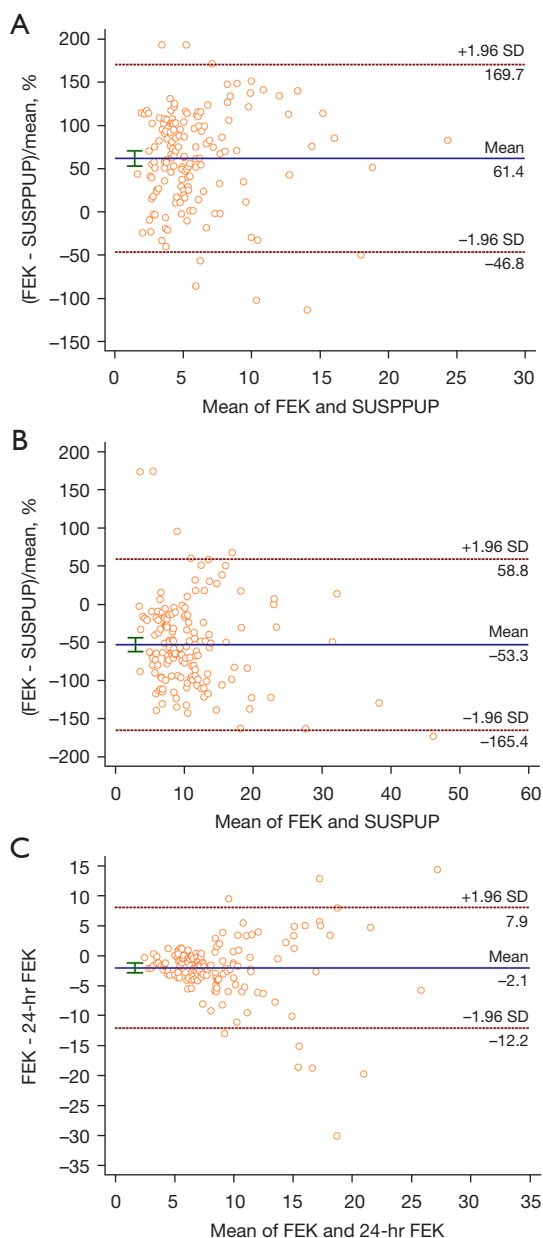 A
200
150
100
50
0
−50
−100
−150
(FEK - SUSPPUP)/mean, %
+1.96 SD
169.7
Mean
61.4
−1.96 SD
−46.8
0 5 10 15 20 25 30
Mean of FEK and SUSPPUP
B
200
150
100
50
0
−50
−100
−150
−200
(FEK - SUSPUP)/mean, %
+1.96 SD
58.8
Mean
−53.3
−1.96 SD
−165.4
0 10 20 30 40 50 60
Mean of FEK and SUSPUP
C
15
10
5
0
−5
−10
−15
−20
−25
−30
−35
FEK - 24-hr FEK
+1.96 SD
7.9
Mean
−2.1
−1.96 SD
−12.2
0 5 10 15 20 25 30 35
Mean of FEK and 24-hr FEK